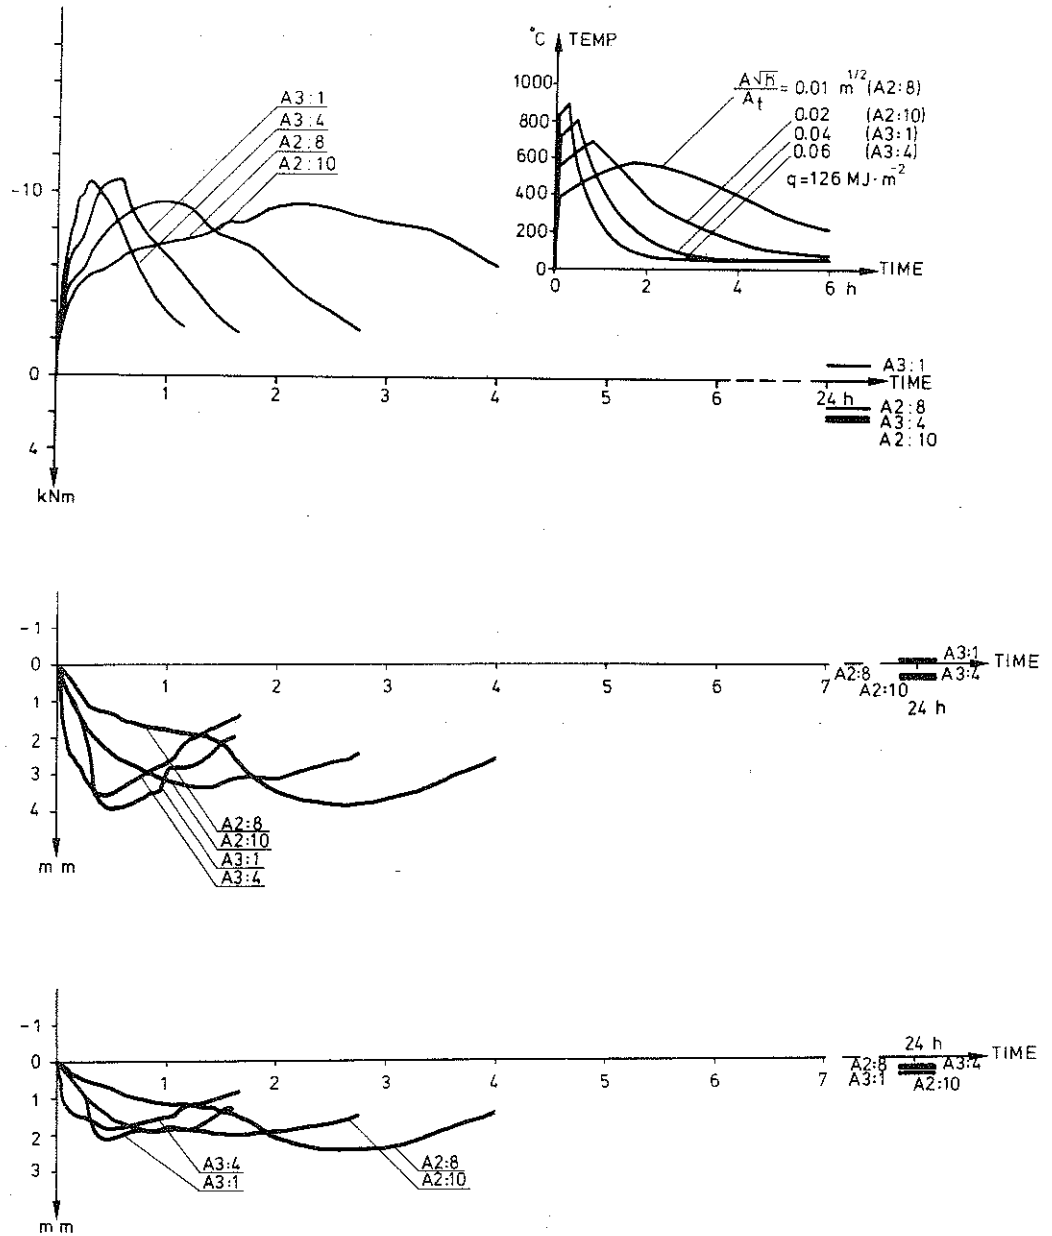 °C TEMP.
1000
800
600
400
200
0
0 2 4 6 h
TIME
A√h/At = 0.01 m^1/2 (A2:8)
0.02 (A2:10)
0.04 (A3:1)
0.06 (A3:4)
q=126 MJ·m^-2
A3:1
A3:4
A2:8
A2:10
-10
0
4
kNm
1 2 3 4 5 6 24 h
A3:1
TIME
A2:8
A3:4
A2:10
-1
0
1
2
3
4
mm
1 2 3 4 5 6 7
A2:8
A2:10
A3:1
A3:4
TIME
24 h
A2:8
A2:10
A3:1
A3:4
-1
0
1
2
3
mm
1 2 3 4 5 6 7
24 h
A2:8
A3:4
TIME
A3:1
A2:10
A3:4
A3:1
A2:8
A2:10